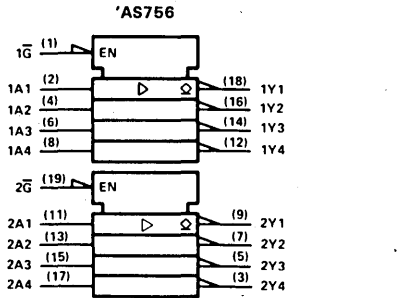 'AS756
1G̅ (1) EN
1A1 (2) (18) 1Y1
1A2 (4) (16) 1Y2
1A3 (6) (14) 1Y3
1A4 (8) (12) 1Y4
2G̅ (19) EN
2A1 (11) (9) 2Y1
2A2 (13) (7) 2Y2
2A3 (15) (5) 2Y3
2A4 (17) (3) 2Y4